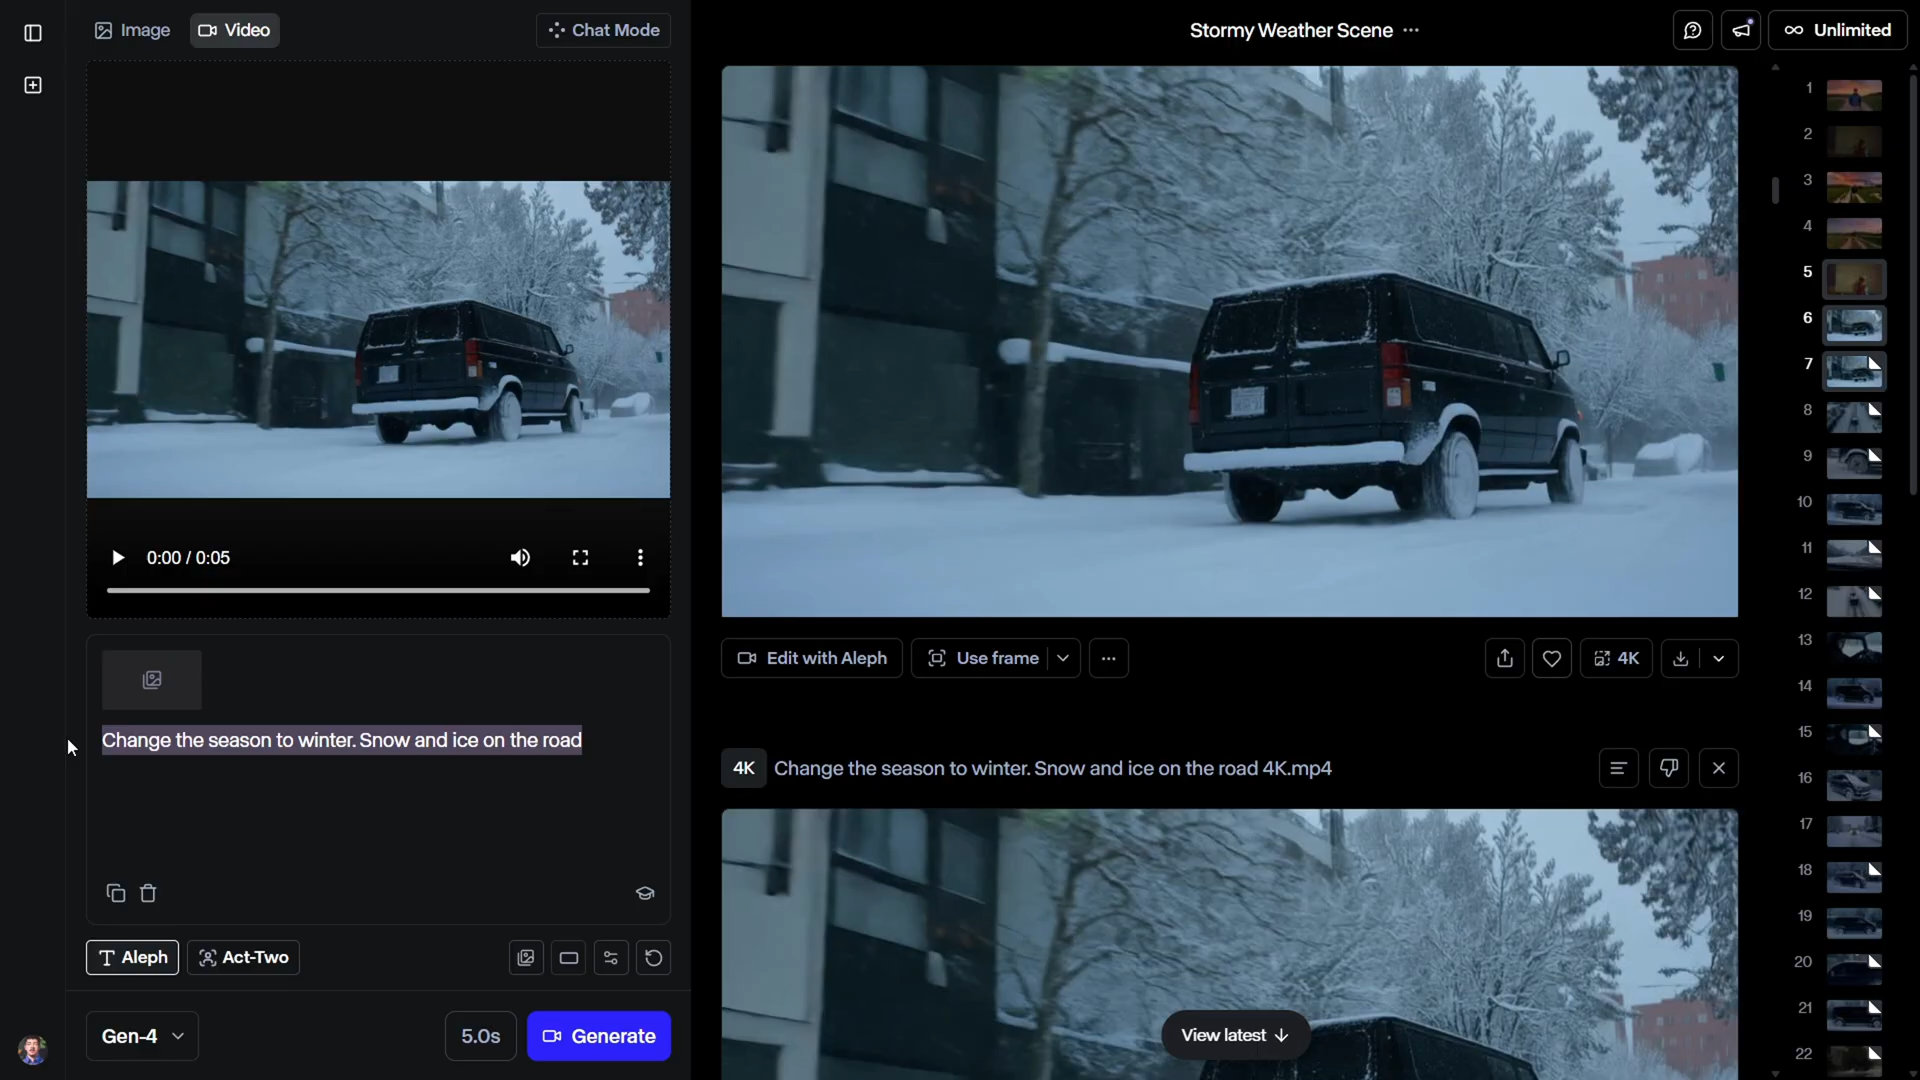 Image
Video
Chat Mode
Stormy Weather Scene
Unlimited
0:00 / 0:05
Change the season to winter. Snow and ice on the road
Aleph
Act-Two
Gen-4
5.0s
Generate
Edit with Aleph
Use frame
4K
4K
Change the season to winter. Snow and ice on the road 4K.mp4
View latest
1
2
3
4
5
6
7
8
9
10
11
12
13
14
15
16
17
18
19
20
21
22